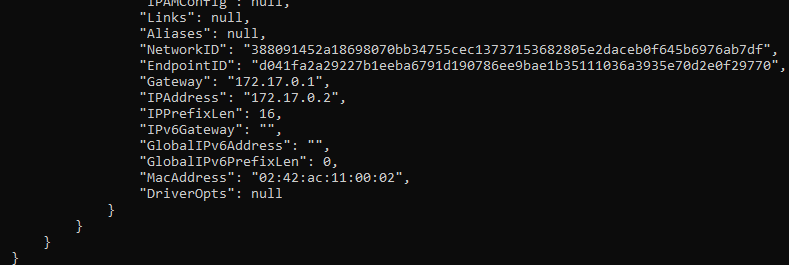 "IPAMConfig": null,
"Links": null,
"Aliases": null,
"NetworkID": "388091452a18698070bb34755cec13737153682805e2daceb0f645b6976ab7df",
"EndpointID": "d041fa2a29227b1eeba6791d190786ee9bae1b35111036a3935e70d2e0f29770",
"Gateway": "172.17.0.1",
"IPAddress": "172.17.0.2",
"IPPrefixLen": 16,
"IPv6Gateway": "",
"GlobalIPv6Address": "",
"GlobalIPv6PrefixLen": 0,
"MacAddress": "02:42:ac:11:00:02",
"DriverOpts": null
}
}
}
}